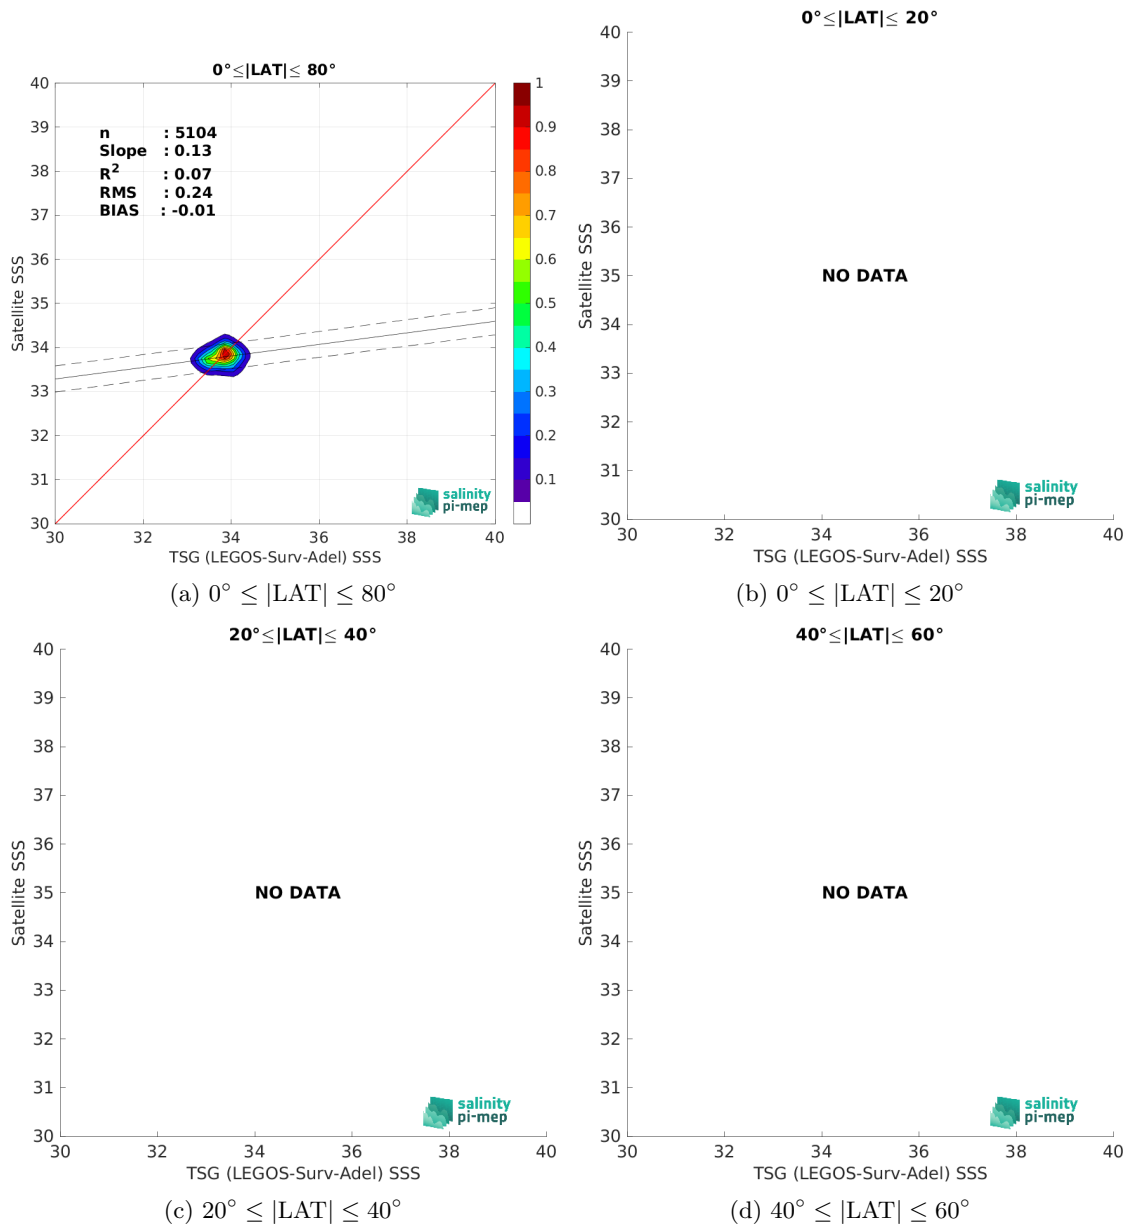 0°≤|LAT|≤ 80°
40
39
38
37
36
35
34
33
32
31
30
30 32 34 36 38 40
Satellite SSS
TSG (LEGOS-Surv-Adel) SSS
n : 5104
Slope : 0.13
R² : 0.07
RMS : 0.24
BIAS : -0.01
1
0.9
0.8
0.7
0.6
0.5
0.4
0.3
0.2
0.1
salinity
pi-mep
(a) 0° ≤ |LAT| ≤ 80°
0°≤|LAT|≤ 20°
40
39
38
37
36
35
34
33
32
31
30
30 32 34 36 38 40
Satellite SSS
TSG (LEGOS-Surv-Adel) SSS
NO DATA
salinity
pi-mep
(b) 0° ≤ |LAT| ≤ 20°
20°≤|LAT|≤ 40°
40
39
38
37
36
35
34
33
32
31
30
30 32 34 36 38 40
Satellite SSS
TSG (LEGOS-Surv-Adel) SSS
NO DATA
salinity
pi-mep
(c) 20° ≤ |LAT| ≤ 40°
40°≤|LAT|≤ 60°
40
39
38
37
36
35
34
33
32
31
30
30 32 34 36 38 40
Satellite SSS
TSG (LEGOS-Surv-Adel) SSS
NO DATA
salinity
pi-mep
(d) 40° ≤ |LAT| ≤ 60°